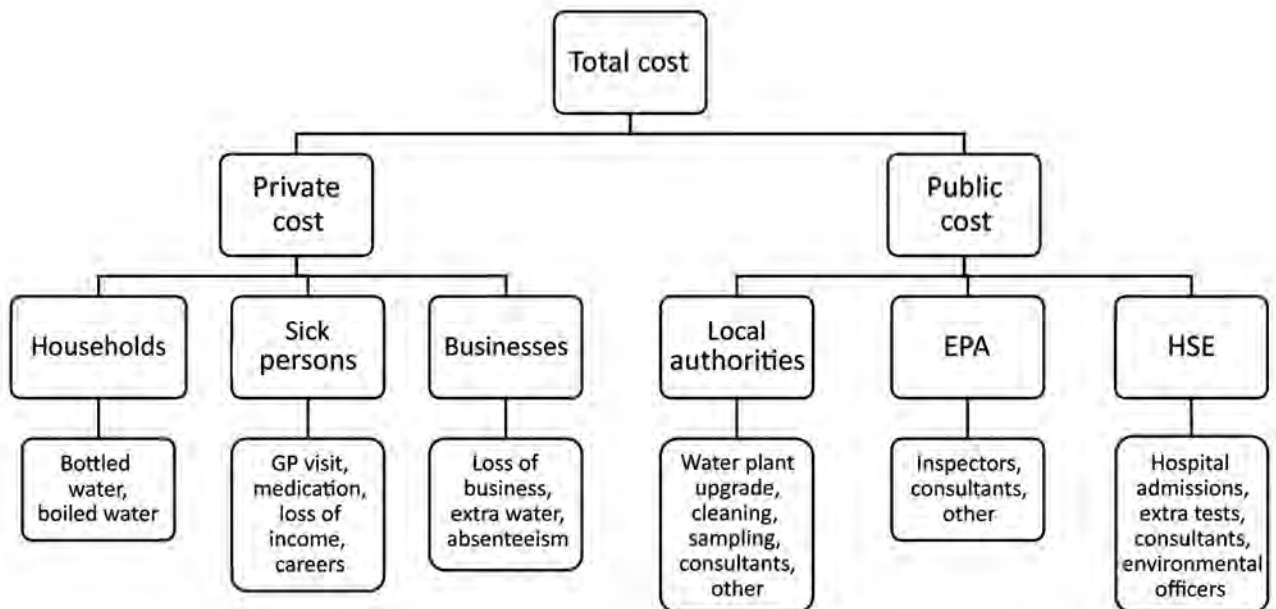 Total cost
Private
cost
Public
cost
Households
Sick
persons
Businesses
Local
authorities
EPA
HSE
Bottled
water,
boiled water
GP visit,
medication,
loss of
income,
careers
Loss of
business,
extra water,
absenteeism
Water plant
upgrade,
cleaning,
sampling,
consultants,
other
Inspectors,
consultants,
other
Hospital
admissions,
extra tests,
consultants,
environmental
officers